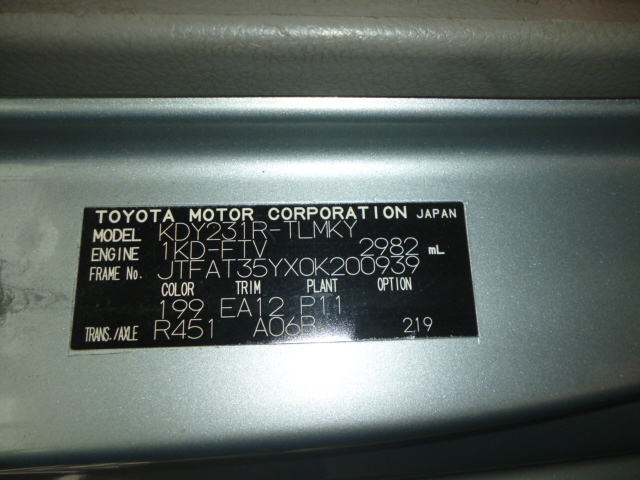 TOYOTA MOTOR CORPORATION JAPAN
MODEL KDY231R-TLMKY
ENGINE 1KD-FTV 2982 mL
FRAME No. JTFAT35YX0K200939
COLOR TRIM PLANT OPTION
199 EA12 P11
TRANS./AXLE R451 A06B 219